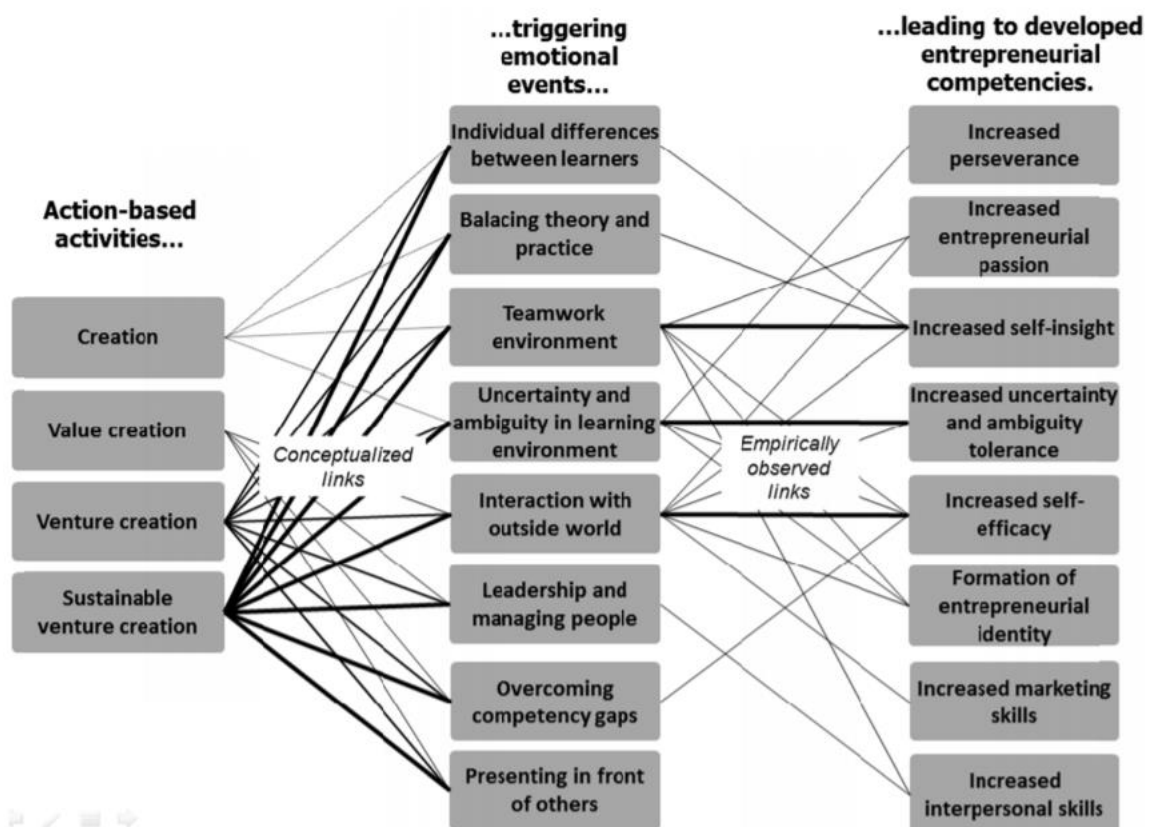 ...triggering
emotional
events...
...leading to developed
entrepreneurial
competencies.
Action-based
activities...
Creation
Value creation
Venture creation
Sustainable
venture creation
Conceptualized
links
Individual differences
between learners
Balacing theory and
practice
Teamwork
environment
Uncertainty and
ambiguity in learning
environment
Interaction with
outside world
Leadership and
managing people
Overcoming
competency gaps
Presenting in front
of others
Empirically
observed
links
Increased
perseverance
Increased
entrepreneurial
passion
Increased self-insight
Increased uncertainty
and ambiguity
tolerance
Increased self-
efficacy
Formation of
entrepreneurial
identity
Increased marketing
skills
Increased
interpersonal skills